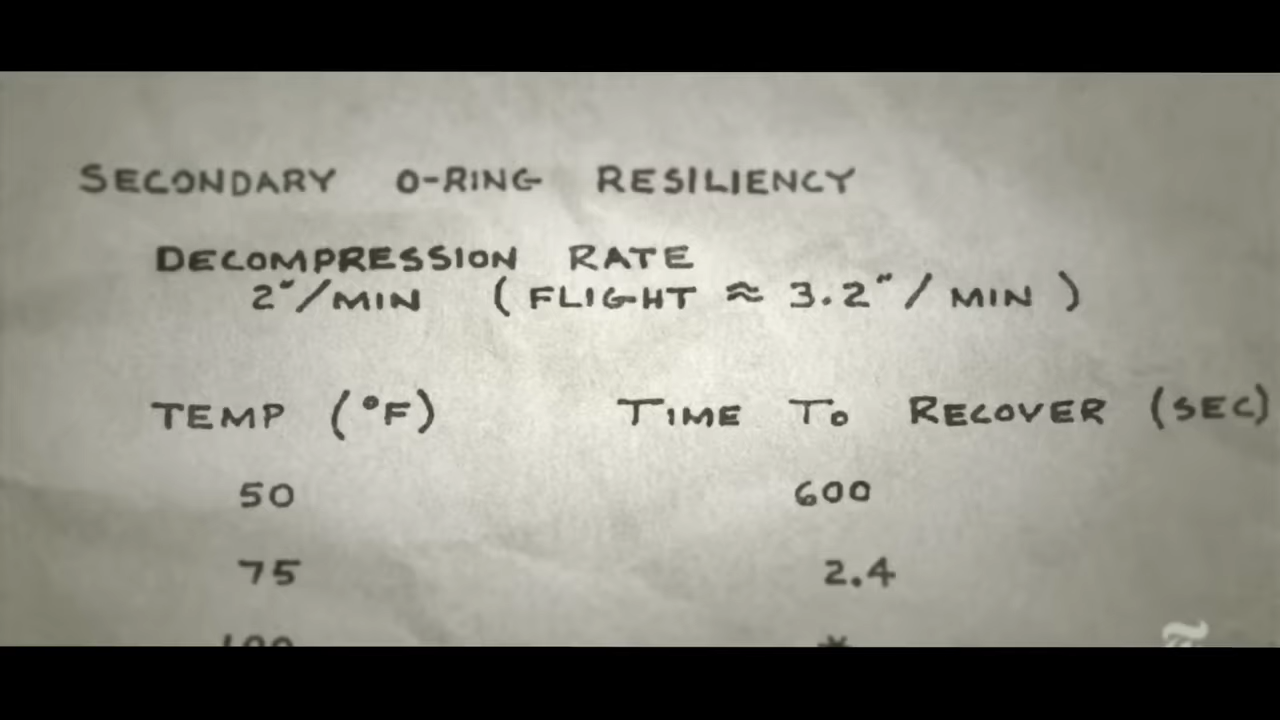 SECONDARY O-RING RESILIENCY
DECOMPRESSION RATE
2"/MIN ( FLIGHT ≈ 3.2"/MIN )
TEMP (°F) TIME TO RECOVER (SEC)
50 600
75 2.4
100 *